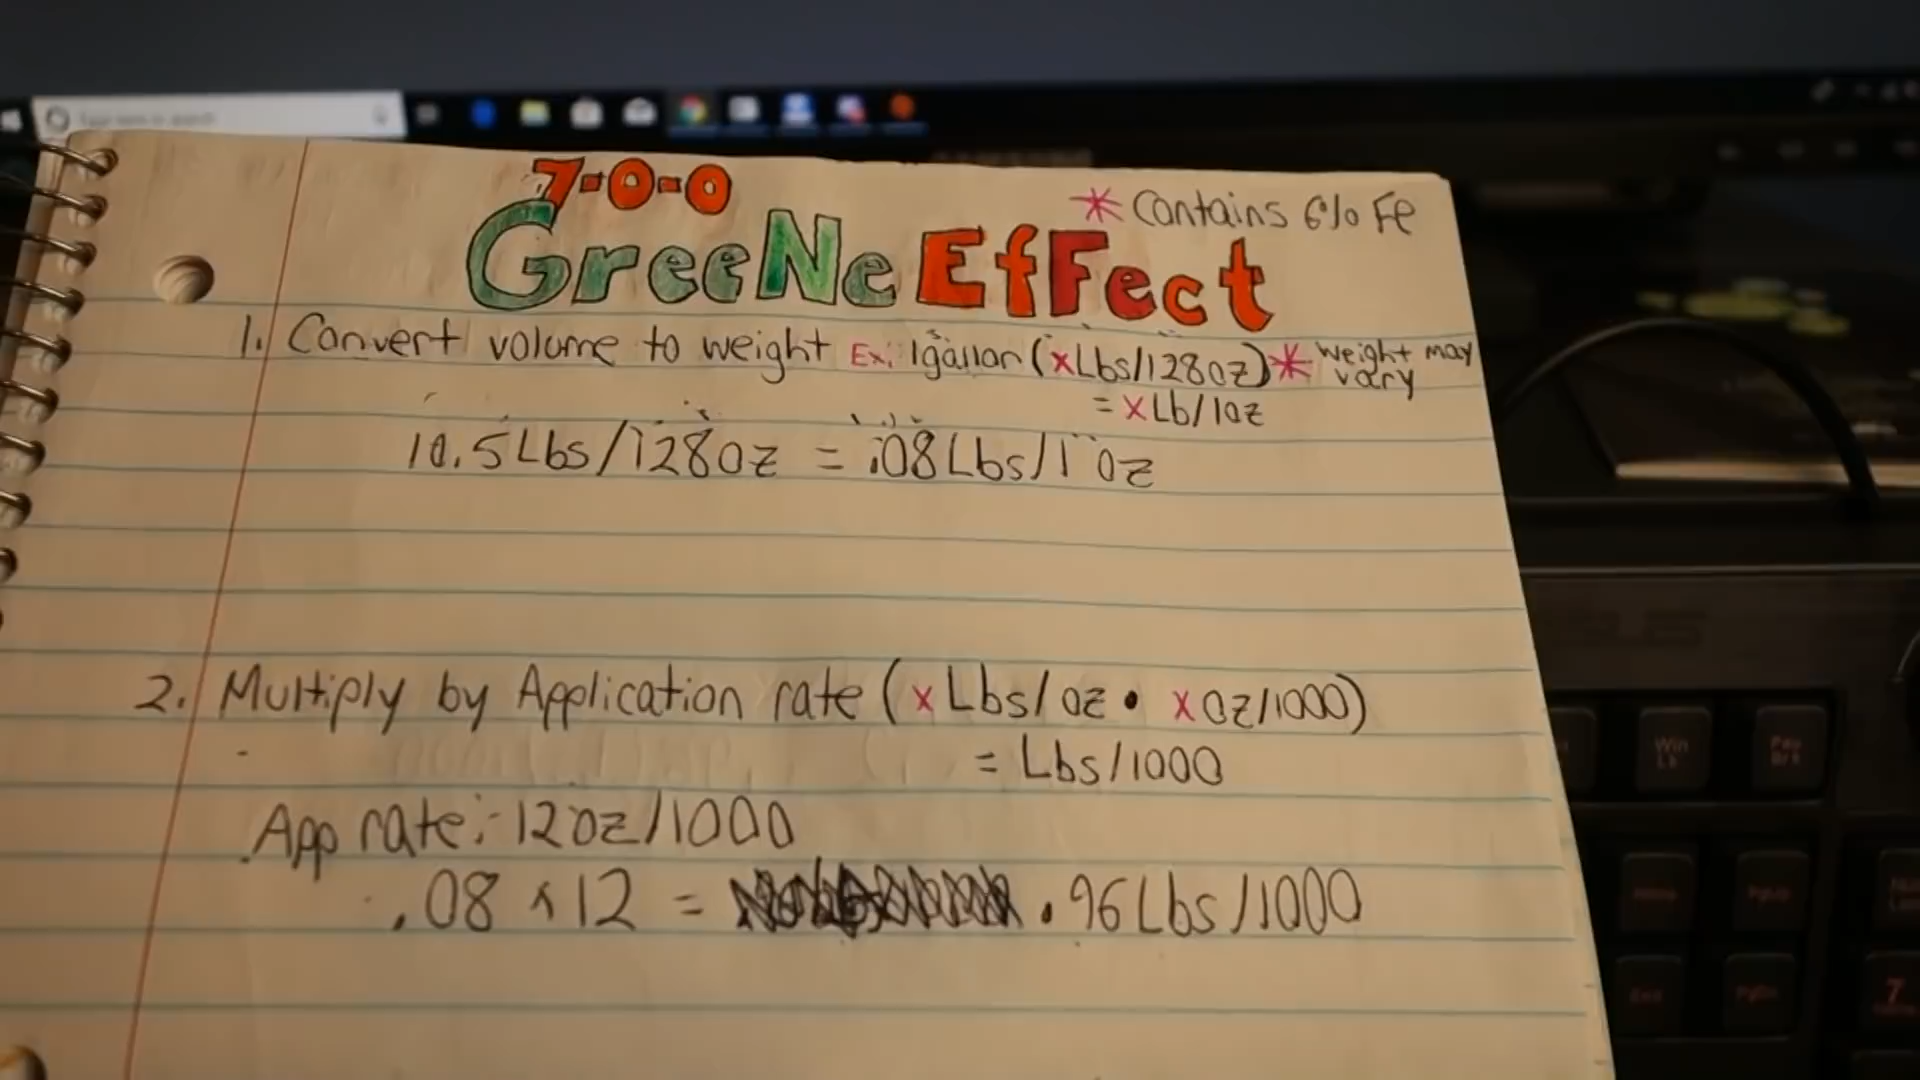 7-0-0
* Contains 6% Fe
GreeNe EfFect
1. Convert volume to weight Ex: 1gallon (xLbs/128oz) * weight may vary
= xLb/1oz
10.5Lbs/128oz = .08Lbs/1oz
2. Multiply by Application rate (xLbs/oz • xoz/1000)
= Lbs/1000
App rate: 12oz/1000
.08 x 12 = .96Lbs/1000
Win
7